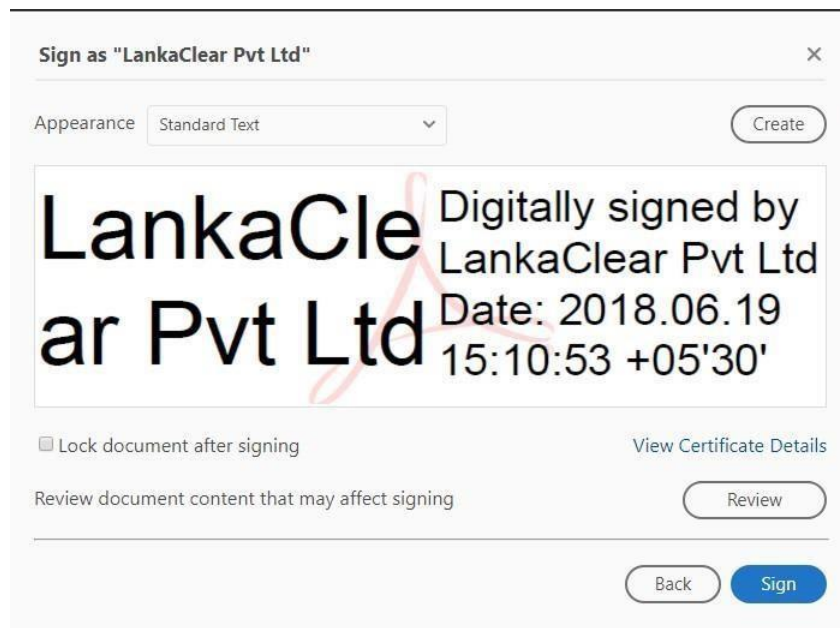 Sign as "LankaClear Pvt Ltd"
Appearance Standard Text Create
LankaCle
ar Pvt Ltd
Digitally signed by
LankaClear Pvt Ltd
Date: 2018.06.19
15:10:53 +05'30'
Lock document after signing View Certificate Details
Review document content that may affect signing Review
Back Sign